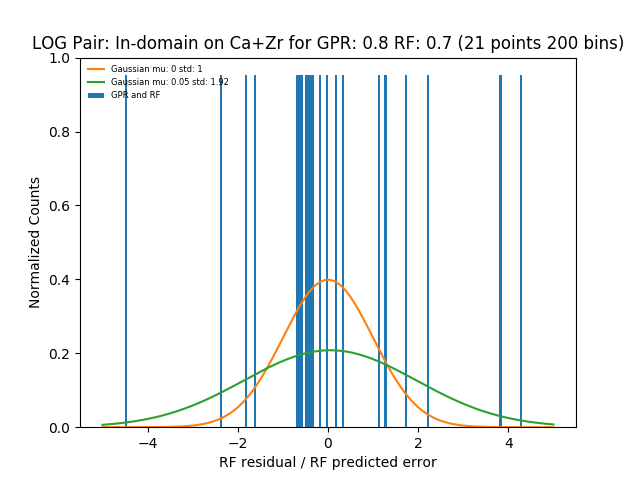 LOG Pair: In-domain on Ca+Zr for GPR: 0.8 RF: 0.7 (21 points 200 bins)
1.0
Gaussian mu: 0 std: 1
Gaussian mu: 0.05 std: 1.92
GPR and RF
0.8
0.6
0.4
0.2
0.0
Normalized Counts
−4
−2
0
2
4
RF residual / RF predicted error